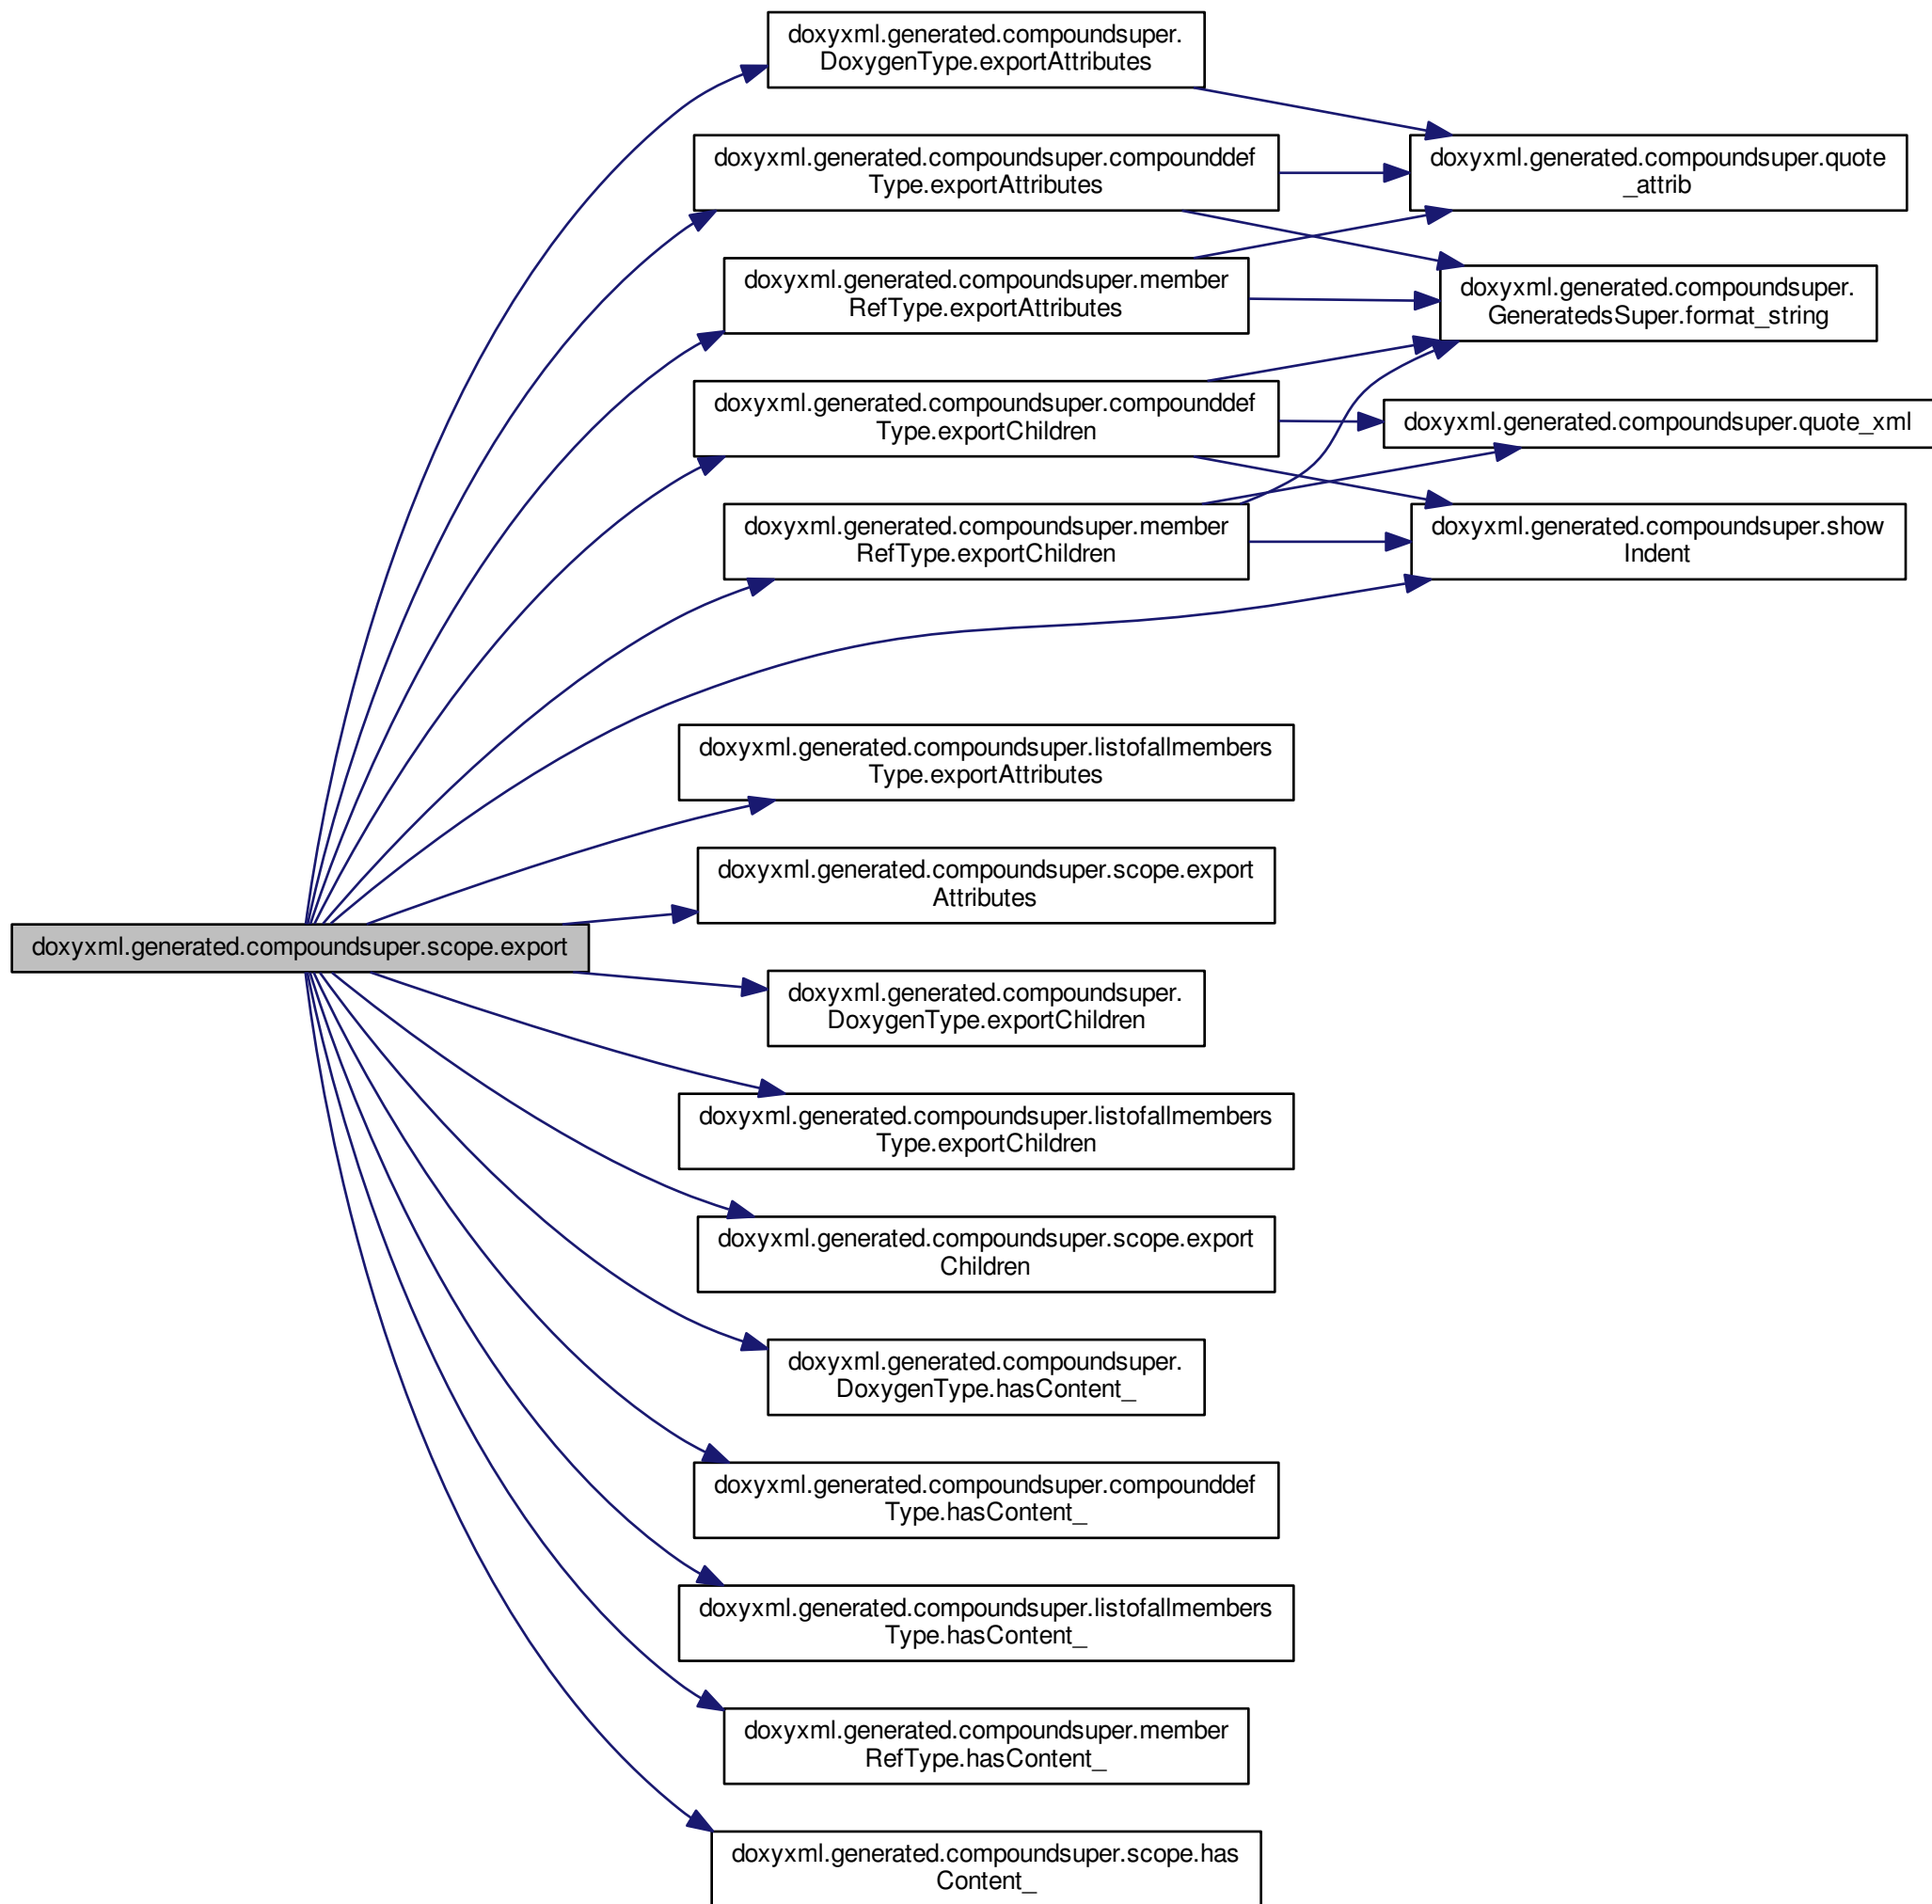 doxyxml.generated.compoundsuper.
DoxygenType.exportAttributes
doxyxml.generated.compoundsuper.compounddef
Type.exportAttributes
doxyxml.generated.compoundsuper.quote
_attrib
doxyxml.generated.compoundsuper.member
RefType.exportAttributes
doxyxml.generated.compoundsuper.
GeneratedsSuper.format_string
doxyxml.generated.compoundsuper.compounddef
Type.exportChildren
doxyxml.generated.compoundsuper.quote_xml
doxyxml.generated.compoundsuper.member
RefType.exportChildren
doxyxml.generated.compoundsuper.show
Indent
doxyxml.generated.compoundsuper.listofallmembers
Type.exportAttributes
doxyxml.generated.compoundsuper.scope.export
Attributes
doxyxml.generated.compoundsuper.scope.export
doxyxml.generated.compoundsuper.
DoxygenType.exportChildren
doxyxml.generated.compoundsuper.listofallmembers
Type.exportChildren
doxyxml.generated.compoundsuper.scope.export
Children
doxyxml.generated.compoundsuper.
DoxygenType.hasContent_
doxyxml.generated.compoundsuper.compounddef
Type.hasContent_
doxyxml.generated.compoundsuper.listofallmembers
Type.hasContent_
doxyxml.generated.compoundsuper.member
RefType.hasContent_
doxyxml.generated.compoundsuper.scope.has
Content_